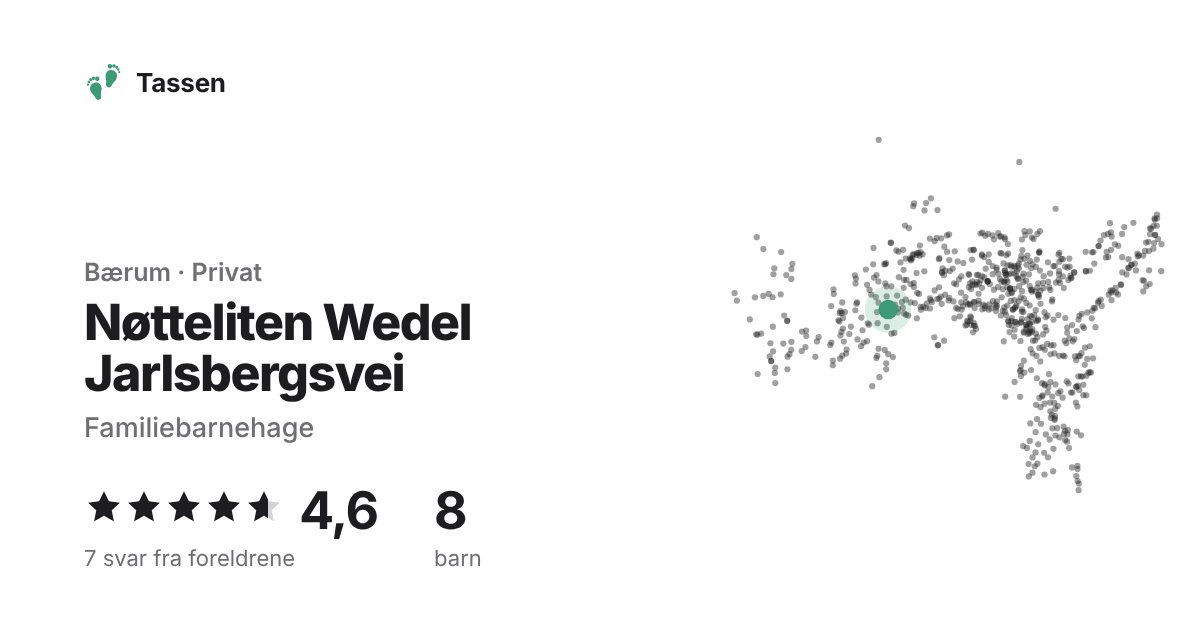 Tassen
Bærum · Privat
Nøtteliten Wedel
Jarlsbergsvei
Familiebarnehage
4,6
7 svar fra foreldrene
8
barn